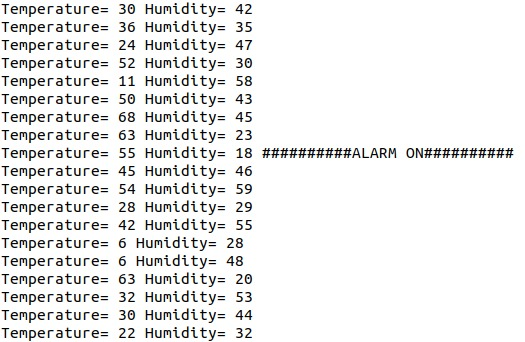 Temperature= 30 Humidity= 42
Temperature= 36 Humidity= 35
Temperature= 24 Humidity= 47
Temperature= 52 Humidity= 30
Temperature= 11 Humidity= 58
Temperature= 50 Humidity= 43
Temperature= 68 Humidity= 45
Temperature= 63 Humidity= 23
Temperature= 55 Humidity= 18 ##########ALARM ON##########
Temperature= 45 Humidity= 46
Temperature= 54 Humidity= 59
Temperature= 28 Humidity= 29
Temperature= 42 Humidity= 55
Temperature= 6 Humidity= 28
Temperature= 6 Humidity= 48
Temperature= 63 Humidity= 20
Temperature= 32 Humidity= 53
Temperature= 30 Humidity= 44
Temperature= 22 Humidity= 32